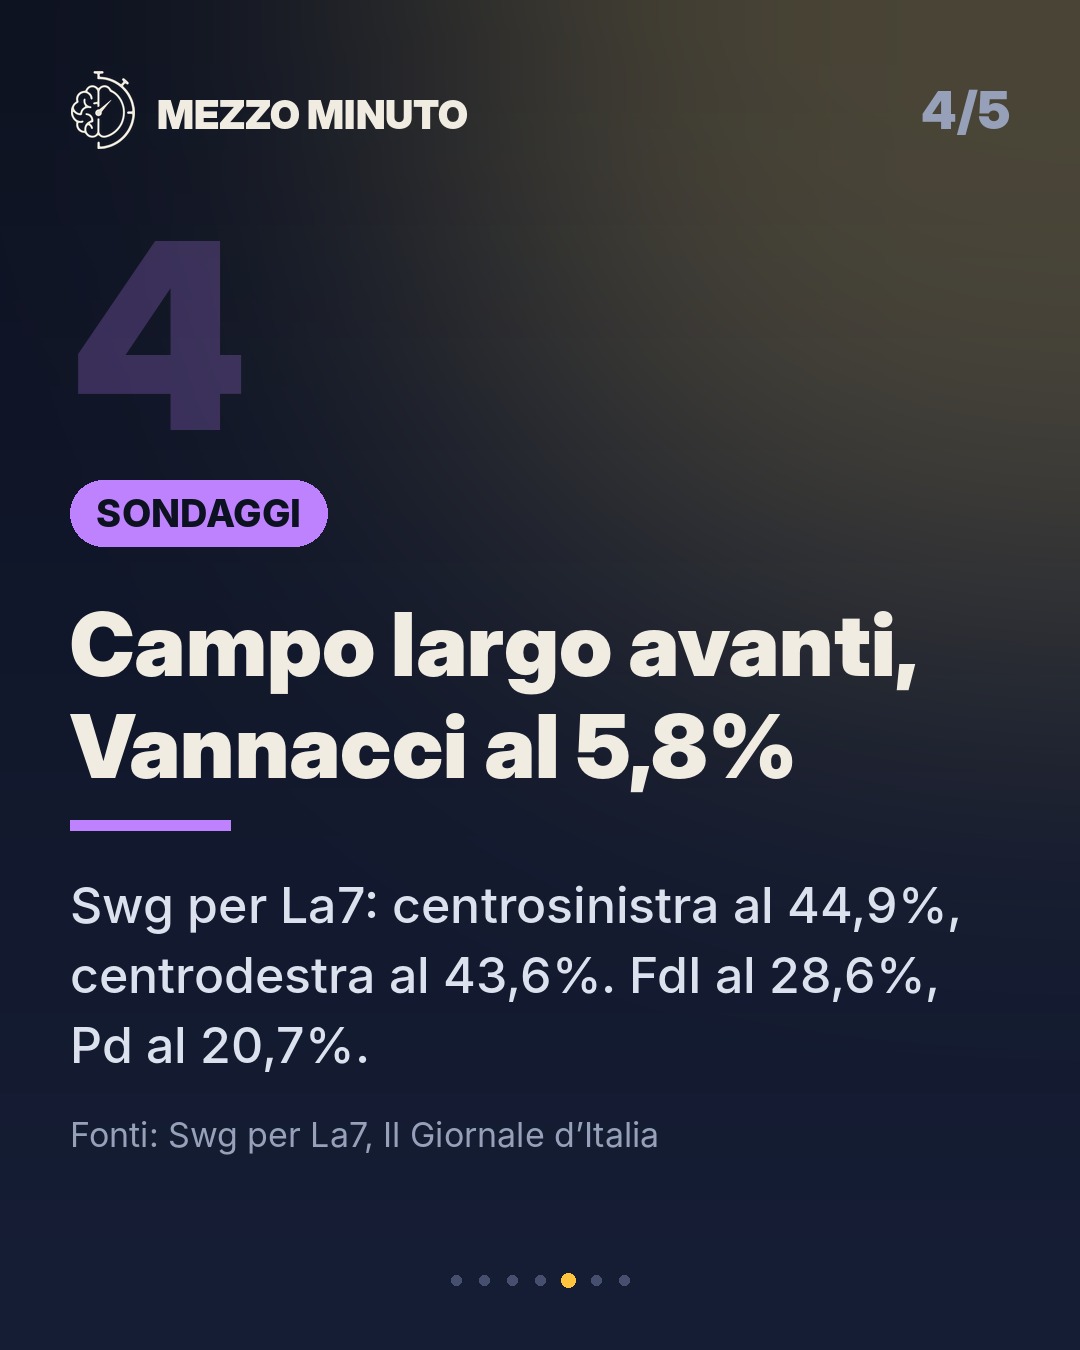 MEZZO MINUTO
4/5
4
SONDAGGI
Campo largo avanti,
Vannacci al 5,8%
Swg per La7: centrosinistra al 44,9%,
centrodestra al 43,6%. FdI al 28,6%,
Pd al 20,7%.
Fonti: Swg per La7, Il Giornale d’Italia